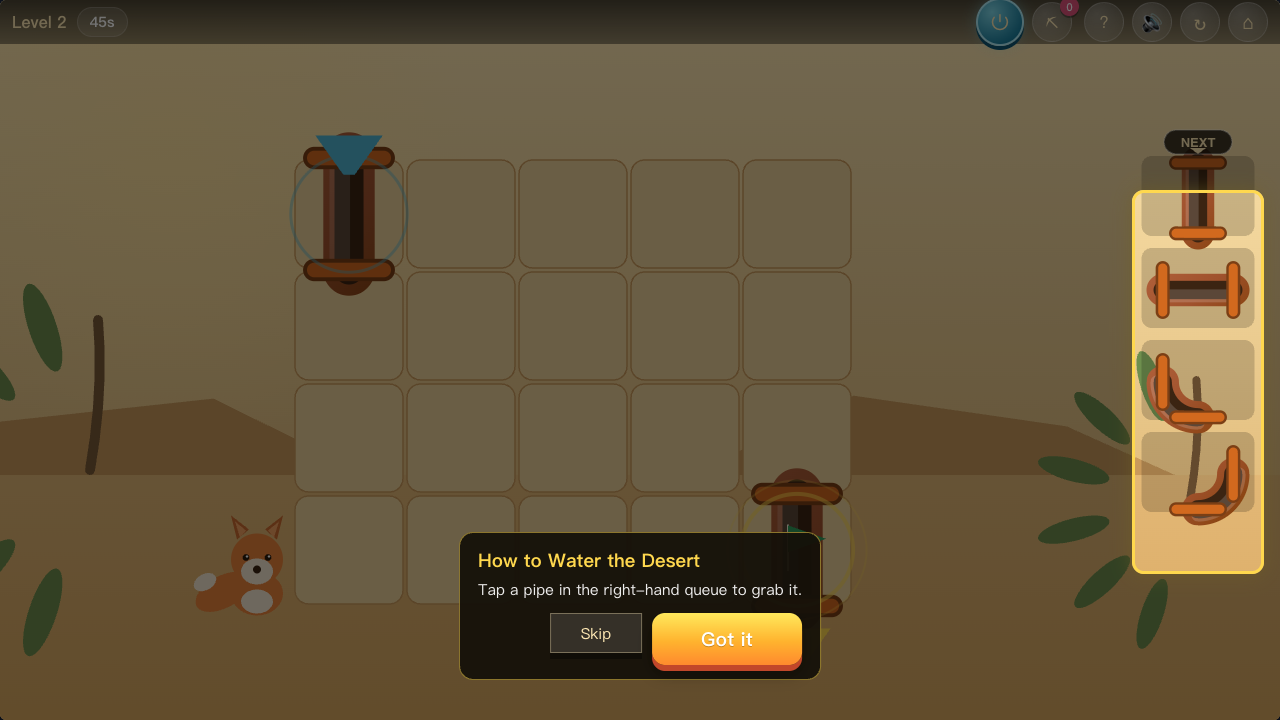 Level 2
45s
0
?
NEXT
How to Water the Desert
Tap a pipe in the right-hand queue to grab it.
Skip
Got it